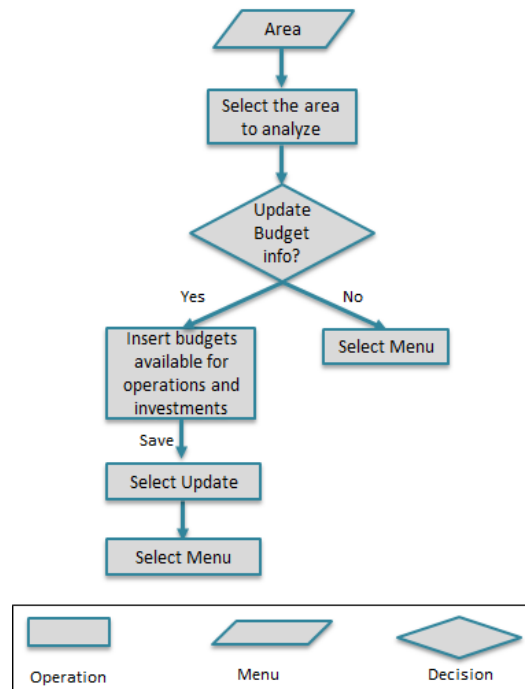 Area
Select the area
to analyze
Update
Budget
info?
Yes
No
Insert budgets
available for
operations and
investments
Select Menu
Save
Select Update
Select Menu
Operation
Menu
Decision